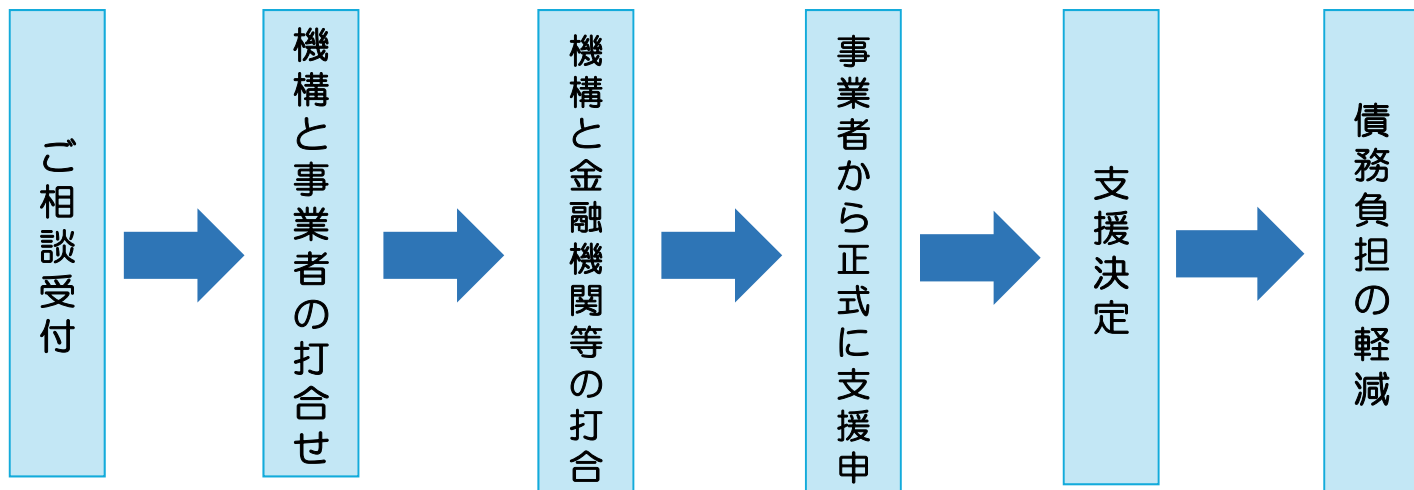 ご相談受付
機構と事業者の打合せ
機構と金融機関等の打合
事業者から正式に支援申
支援決定
債務負担の軽減